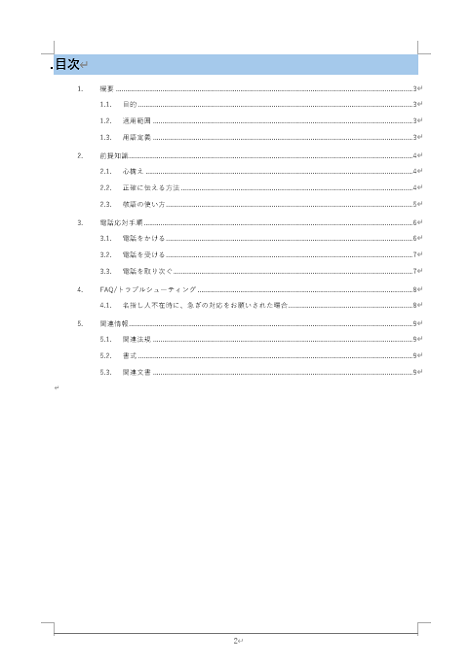 .目次
1. 概要 3
1.1. 目的 3
1.2. 適用範囲 3
1.3. 用語定義 3
2. 前提知識 4
2.1. 心構え 4
2.2. 正確に伝える方法 4
2.3. 敬語の使い方 5
3. 電話応対手順 6
3.1. 電話をかける 6
3.2. 電話を受ける 7
3.3. 電話を取り次ぐ 7
4. FAQ/トラブルシューティング 8
4.1. 名指し人不在時に、急ぎの対応をお願いされた場合 8
5. 関連情報 9
5.1. 関連法規 9
5.2. 書式 9
5.3. 関連文書 9
2